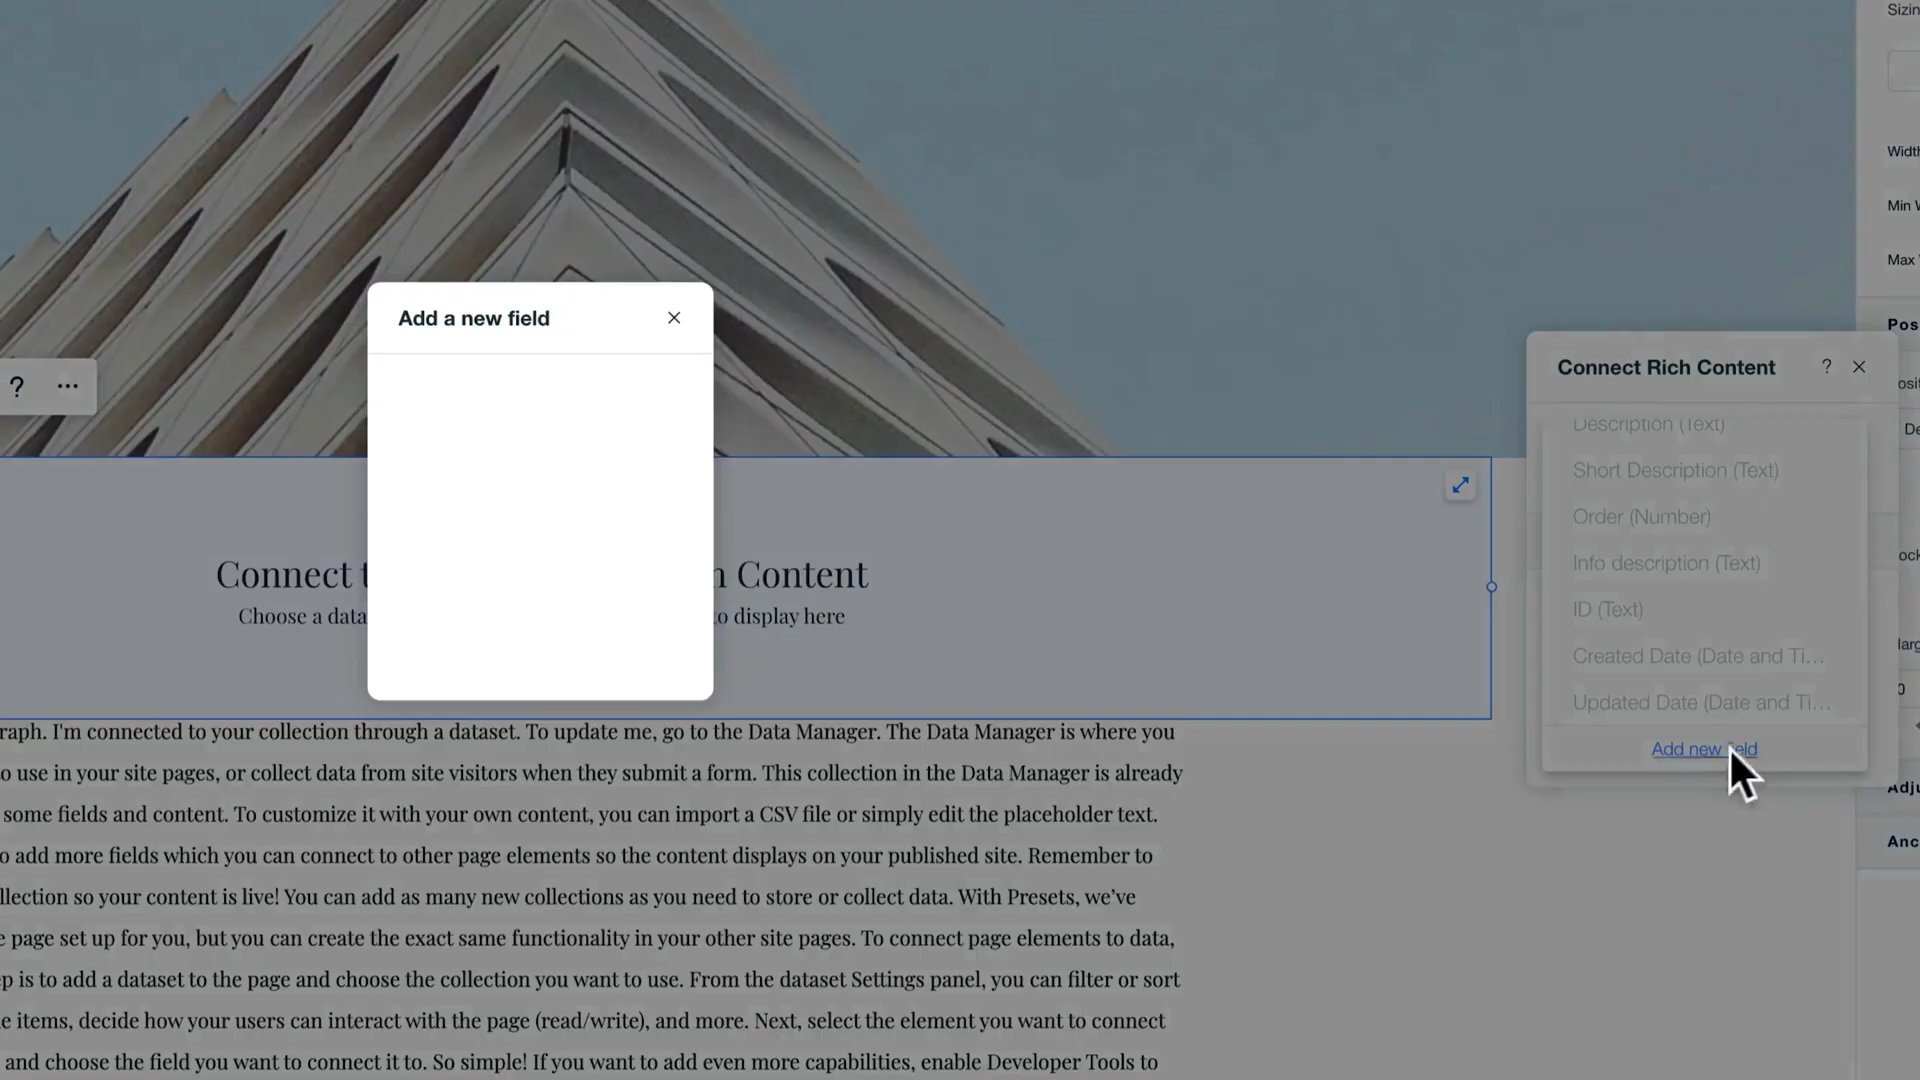 Sizin
Width
Min W
Max
Add a new field
Pos
Connect Rich Content ?
? ...
De
Description (Text)
Short Description (Text)
Order (Number)
Info description (Text)
Connect n Content
ID (Text)
Choose a data to display here
Created Date (Date and Ti...
Updated Date (Date and Ti...
0
Add new field
Adju
Anc
raph. I'm connected to your collection through a dataset. To update me, go to the Data Manager. The Data Manager is where you
o use in your site pages, or collect data from site visitors when they submit a form. This collection in the Data Manager is already
some fields and content. To customize it with your own content, you can import a CSV file or simply edit the placeholder text.
o add more fields which you can connect to other page elements so the content displays on your published site. Remember to
llection so your content is live! You can add as many new collections as you need to store or collect data. With Presets, we’ve
e page set up for you, but you can create the exact same functionality in your other site pages. To connect page elements to data,
p is to add a dataset to the page and choose the collection you want to use. From the dataset Settings panel, you can filter or sort
e items, decide how your users can interact with the page (read/write), and more. Next, select the element you want to connect
and choose the field you want to connect it to. So simple! If you want to add even more capabilities, enable Developer Tools to